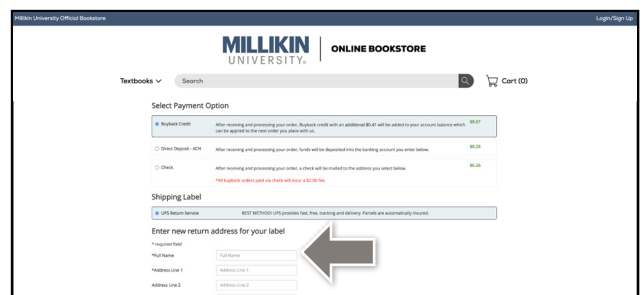 Millikin University Official Bookstore
Login/Sign Up
MILLIKIN
UNIVERSITY®
ONLINE BOOKSTORE
Textbooks
Search
Cart (0)
Select Payment Option
Buyback Credit
After receiving and processing your order, Buyback credit with an additional $0.41 will be added to your account balance which
can be applied to the next order you place with us.
$8.67
Direct Deposit - ACH
After receiving and processing your order, funds will be deposited into the banking account you enter below.
$8.26
Check
After receiving and processing your order, a check will be mailed to the address you select below.
$6.26
*All buyback orders paid via check will incur a $2.00 fee.
Shipping Label
UPS Return Service
BEST METHOD! UPS provides fast, free, tracking and delivery. Parcels are automatically insured.
Enter new return address for your label
* required field
*Full Name
Full Name
*Address Line 1
Address Line 1
Address Line 2
Address Line 2